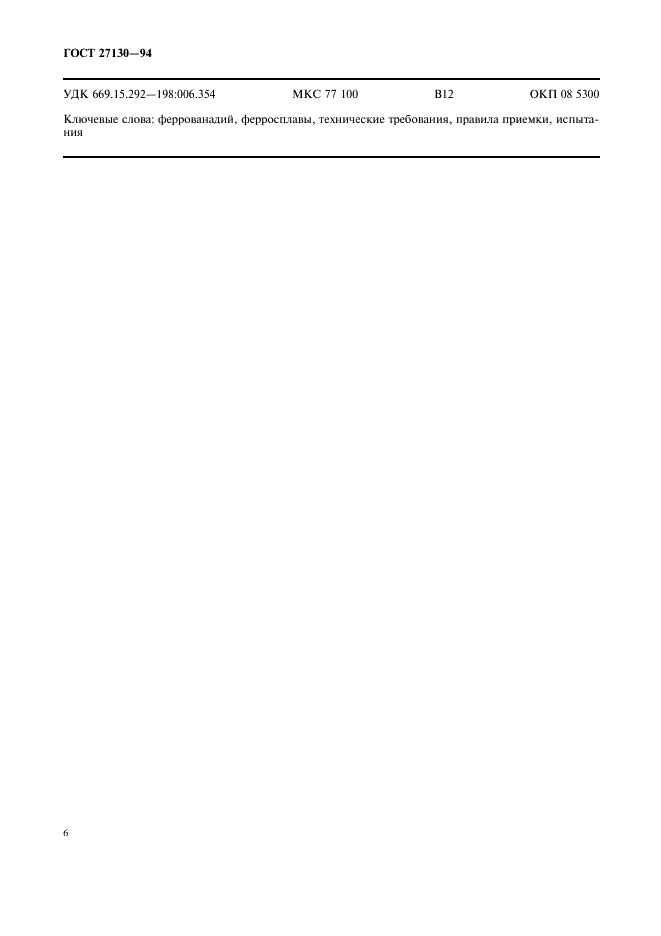 ГОСТ 27130—94
УДК 669.15.292—198:006.354 МКС 77 100 В12 ОКП 08 5300
Ключевые слова: феррованадий, ферросплавы, технические требования, правила приемки, испыта-
ния
6